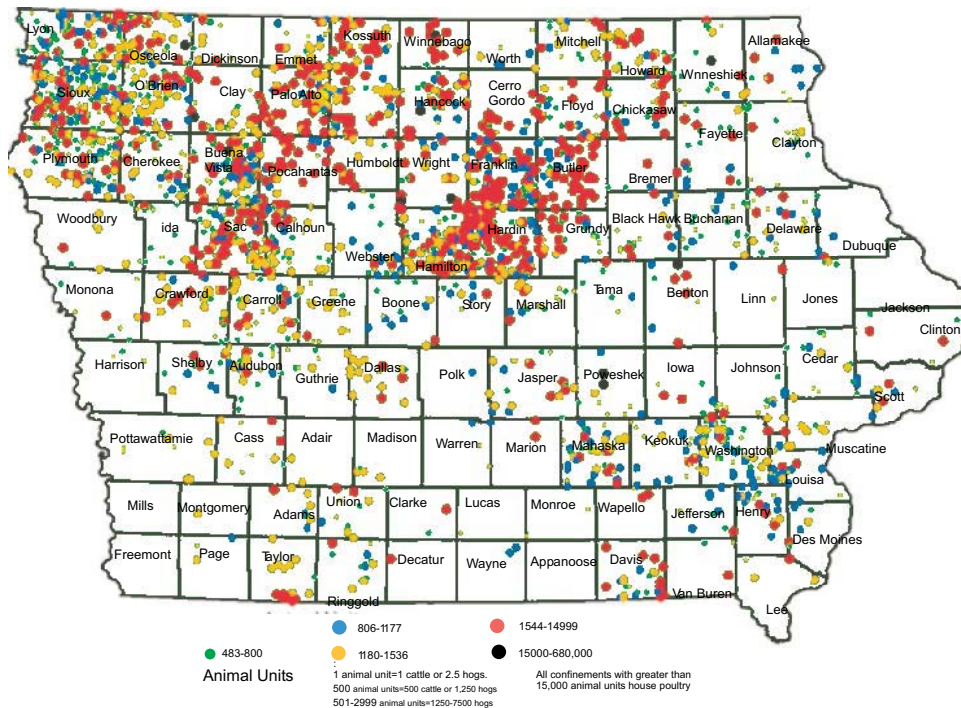 Lyon Osceola Dickinson Emmet Kossuth Winnebago Worth Mitchell Howard Wnneshiek Allamakee
Sioux O'Brien Clay Palo Alto Hancock Cerro Gordo Floyd Chickasaw Fayette Clayton
Plymouth Cherokee Buena Vista Pocahantas Humboldt Wright Franklin Butler Bremer
Woodbury ida Sac Calhoun Webster Hamilton Hardin Grundy Black Hawk Buchanan Delaware Dubuque
Monona Crawford Carroll Greene Boone Story Marshall Tama Benton Linn Jones Jackson
Clinton
Harrison Shelby Audubon Guthrie Dallas Polk Jasper Poweshek Iowa Johnson Cedar Scott
Pottawattamie Cass Adair Madison Warren Marion Mahaska Keokuk Washington Muscatine
Louisa
Mills Montgomery Adams Union Clarke Lucas Monroe Wapello Jefferson Henry Des Moines
Freemont Page Taylor Ringgold Decatur Wayne Appanoose Davis Van Buren Lee
806-1177 1544-14999
483-800 1180-1536 15000-680,000
:
Animal Units
1 animal unit=1 cattle or 2.5 hogs.
500 animal units=500 cattle or 1,250 hogs
501-2999 animal units=1250-7500 hogs
All confinements with greater than
15,000 animal units house poultry